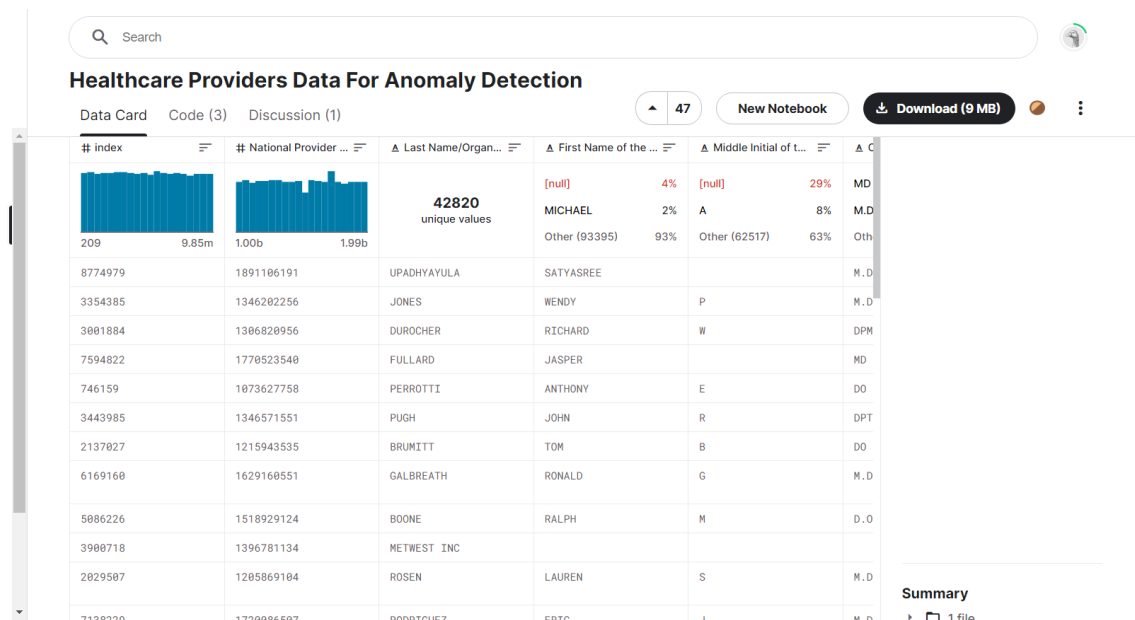 Search
Healthcare Providers Data For Anomaly Detection
Data Card Code (3) Discussion (1)
47 New Notebook Download (9 MB)
# index # National Provider ... A Last Name/Organ... A First Name of the ... A Middle Initial of t... A
209 9.85m 1.00b 1.99b
42820
unique values
[null] 4% [null] 29% MD
MICHAEL 2% A 8% M.D
Other (93395) 93% Other (62517) 63% Oth
8774979 1891106191 UPADHYAYULA SATYASREE M.D
3354385 1346202256 JONES WENDY P M.D
3001884 1306820956 DUROCHER RICHARD W DPM
7594822 1770523540 FULLARD JASPER MD
746159 1073627758 PERROTTI ANTHONY E DO
3443985 1346571551 PUGH JOHN R DPT
2137027 1215943535 BRUMITT TOM B DO
6169160 1629160551 GALBREATH RONALD G M.D
5086226 1518929124 BOONE RALPH M D.O
3900718 1396781134 METWEST INC
2029507 1205869104 ROSEN LAUREN S M.D
Summary
1 file